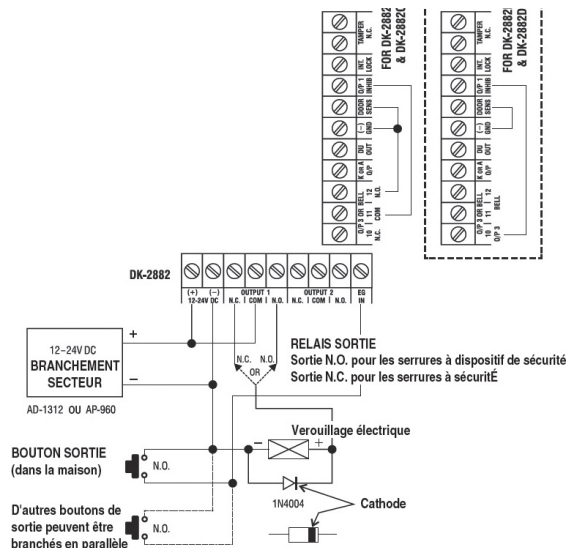 TAMPER
N.C.
INT.
LOCK
O/P 1
INHIB
DOOR
SENS
(–)
GND
DU
OUT
K or A
O/P
O/P 3 OR BELL
10 11 12
N.C. COM N.O.
FOR DK-2882
& DK-2882
TAMPER
N.C.
INT.
LOCK
O/P 1
INHIB
DOOR
SENS
(–)
GND
DU
OUT
K or A
O/P
O/P 3 OR BELL
10 11 12
O/P 3 BELL
FOR DK-2882
& DK-2882D
DK-2882
(+) (–) OUTPUT 1 OUTPUT 2 EG
12-24V DC N.C. COM N.O. N.C. COM N.O. IN
+
12–24V DC
BRANCHEMENT
SECTEUR
–
AD-1312 OU AP-960
N.C. N.O.
OR
RELAIS SORTIE
Sortie N.O. pour les serrures à dispositif de sécurité
Sortie N.C. pour les serrures à sécuritÉ
Verouillage électrique
– +
BOUTON SORTIE
(dans la maison)
N.O.
1N4004
Cathode
D'autres boutons de
sortie peuvent être
branchés en parallèle
N.O.